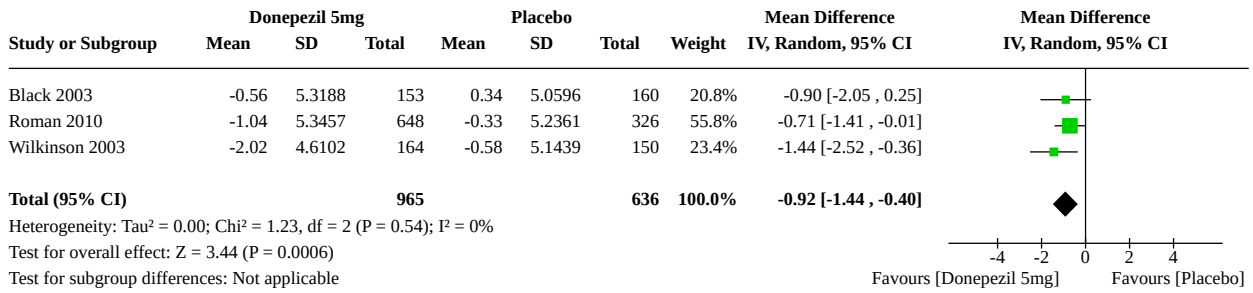 Donepezil 5mg Placebo Mean Difference Mean Difference
Study or Subgroup Mean SD Total Mean SD Total Weight IV, Random, 95% CI IV, Random, 95% CI
Black 2003 -0.56 5.3188 153 0.34 5.0596 160 20.8% -0.90 [-2.05 , 0.25]
Roman 2010 -1.04 5.3457 648 -0.33 5.2361 326 55.8% -0.71 [-1.41 , -0.01]
Wilkinson 2003 -2.02 4.6102 164 -0.58 5.1439 150 23.4% -1.44 [-2.52 , -0.36]
Total (95% CI) 965 636 100.0% -0.92 [-1.44 , -0.40]
Heterogeneity: Tau² = 0.00; Chi² = 1.23, df = 2 (P = 0.54); I² = 0%
Test for overall effect: Z = 3.44 (P = 0.0006) -4 -2 0 2 4
Test for subgroup differences: Not applicable Favours [Donepezil 5mg] Favours [Placebo]